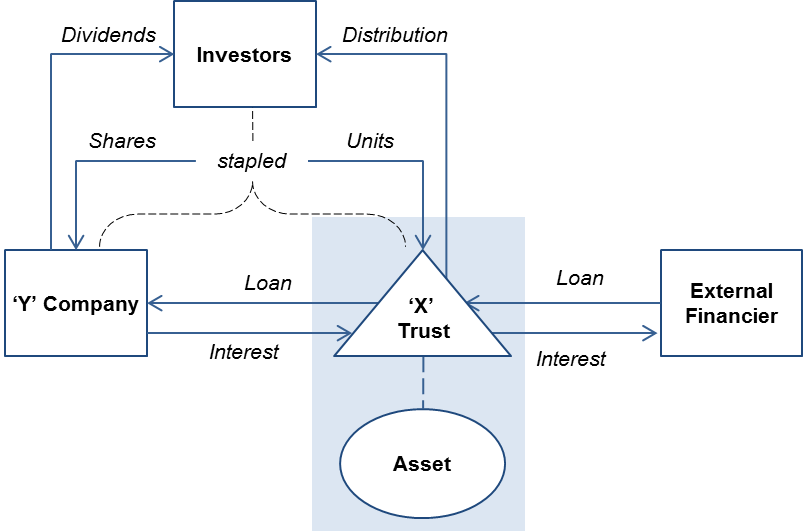 Dividends
Investors
Distribution
Shares
stapled
Units
‘Y’ Company
Loan
Interest
‘X’
Trust
Loan
Interest
External
Financier
Asset